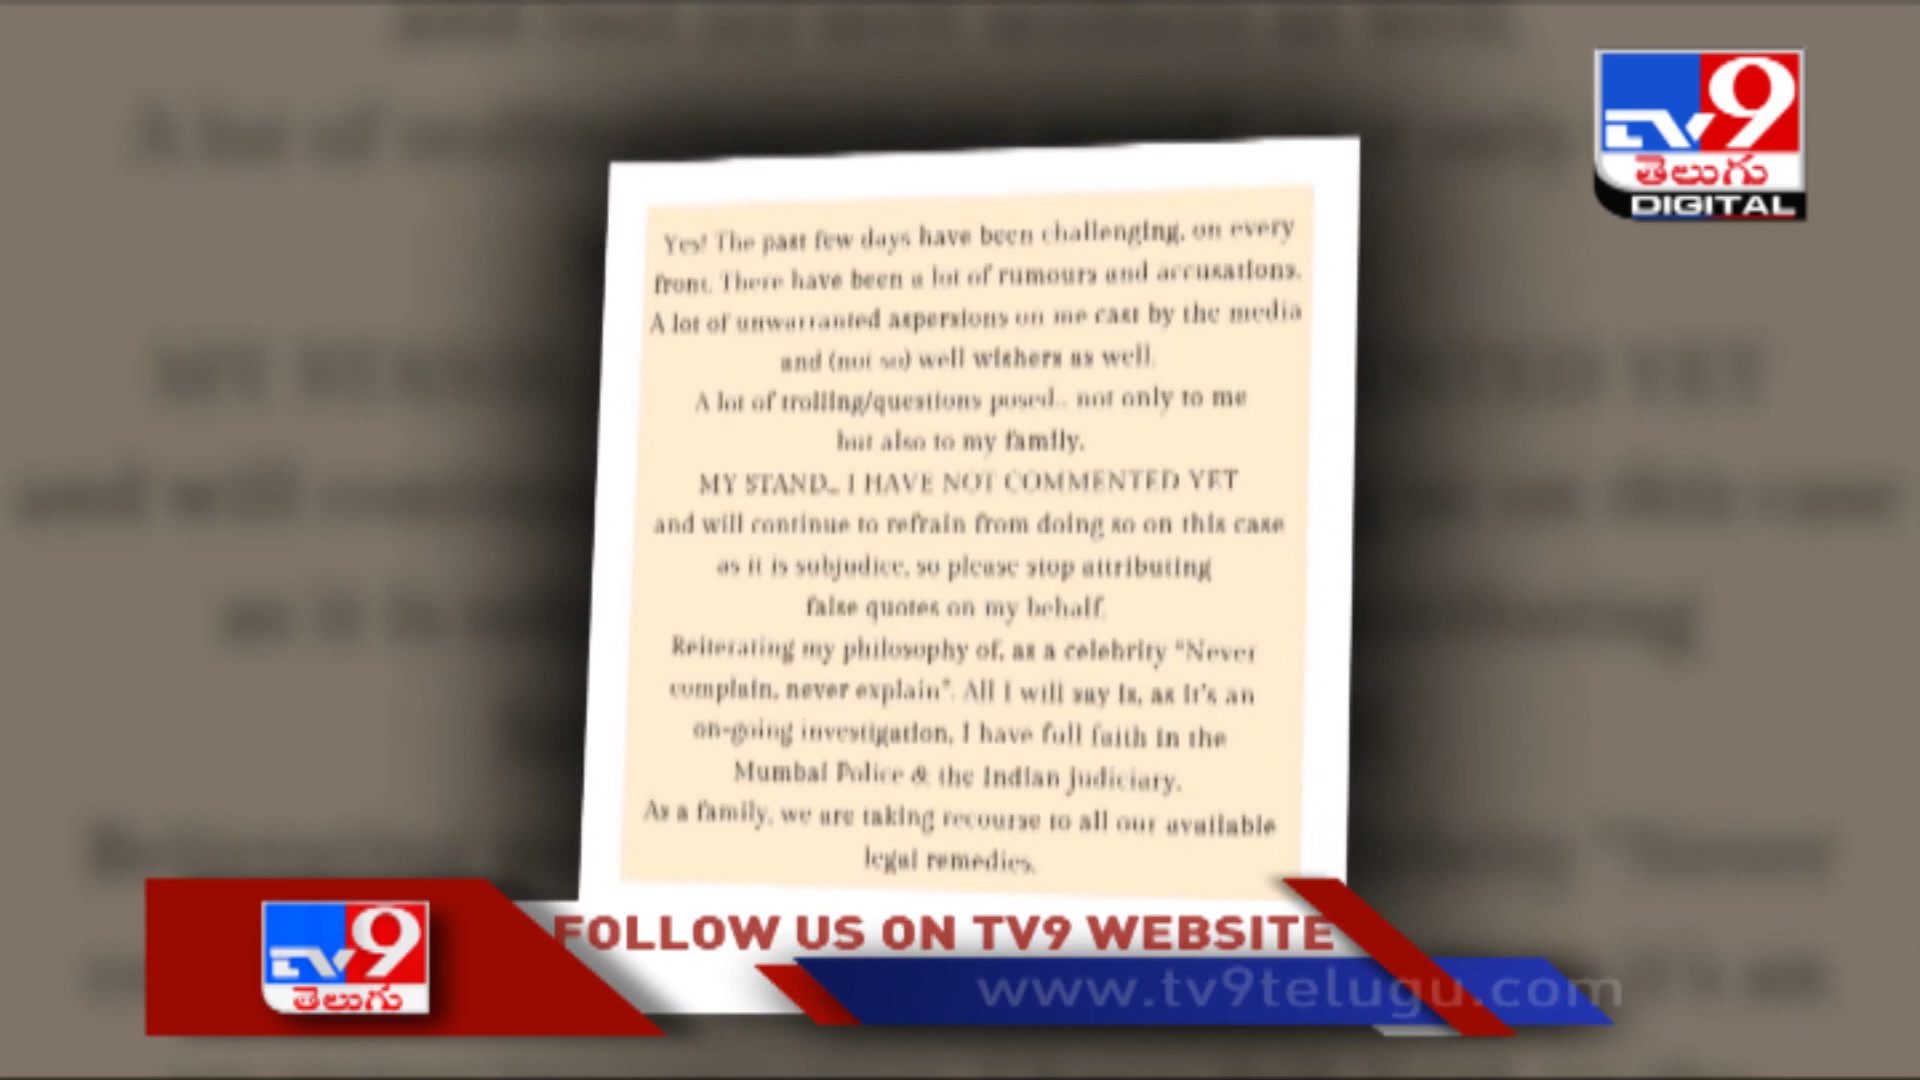 TV9
తెలుగు
DIGITAL
Yes! The past few days have been challenging, on every
front. There have been a lot of rumours and accusations.
A lot of unwarranted aspersions on me cast by the media
and (not so) well wishers as well.
A lot of trolling/questions posed.. not only to me
but also to my family.
MY STAND.. I HAVE NOT COMMENTED YET
and will continue to refrain from doing so on this case
as it is subjudice, so please stop attributing
false quotes on my behalf.
Reiterating my philosophy of, as a celebrity "Never
complain, never explain". All I will say is, as it's an
on-going investigation, I have full faith in the
Mumbai Police & the Indian judiciary.
As a family, we are taking recourse to all our available
legal remedies.
TV9
తెలుగు
FOLLOW US ON TV9 WEBSITE
www.tv9telugu.com